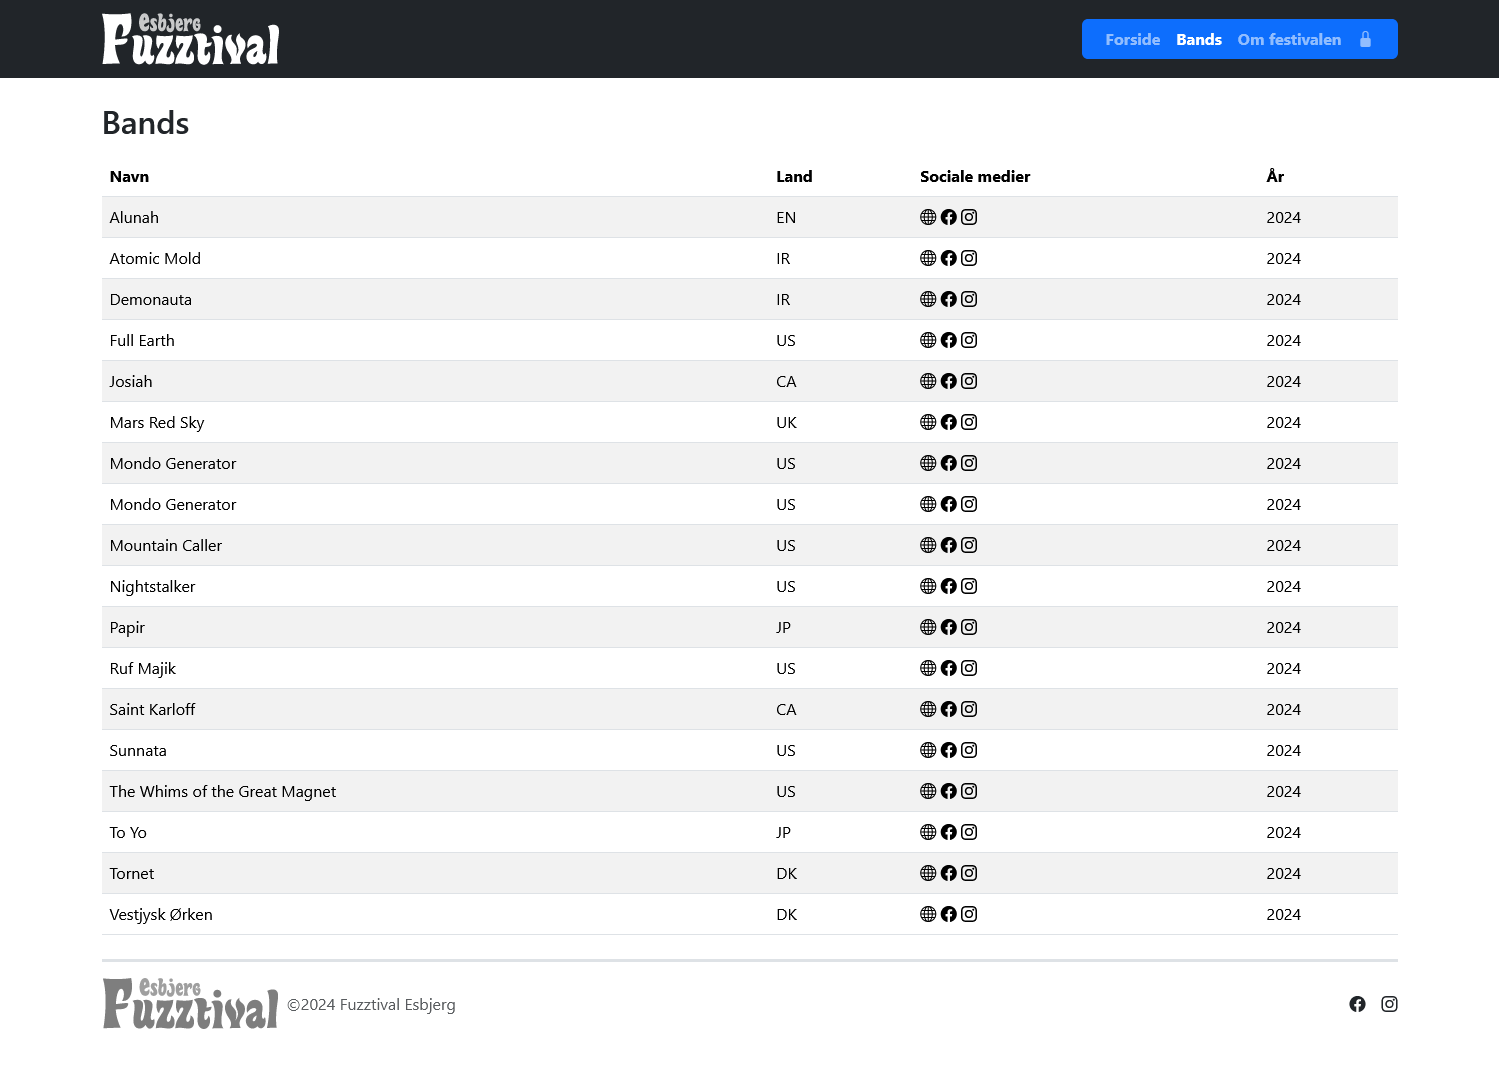 Esbjerg
Fuzztival
Forside Bands Om festivalen
Bands
Navn Land Sociale medier År
Alunah EN 2024
Atomic Mold IR 2024
Demonauta IR 2024
Full Earth US 2024
Josiah CA 2024
Mars Red Sky UK 2024
Mondo Generator US 2024
Mondo Generator US 2024
Mountain Caller US 2024
Nightstalker US 2024
Papir JP 2024
Ruf Majik US 2024
Saint Karloff CA 2024
Sunnata US 2024
The Whims of the Great Magnet US 2024
To Yo JP 2024
Tornet DK 2024
Vestjysk Ørken DK 2024
Esbjerg
Fuzztival ©2024 Fuzztival Esbjerg